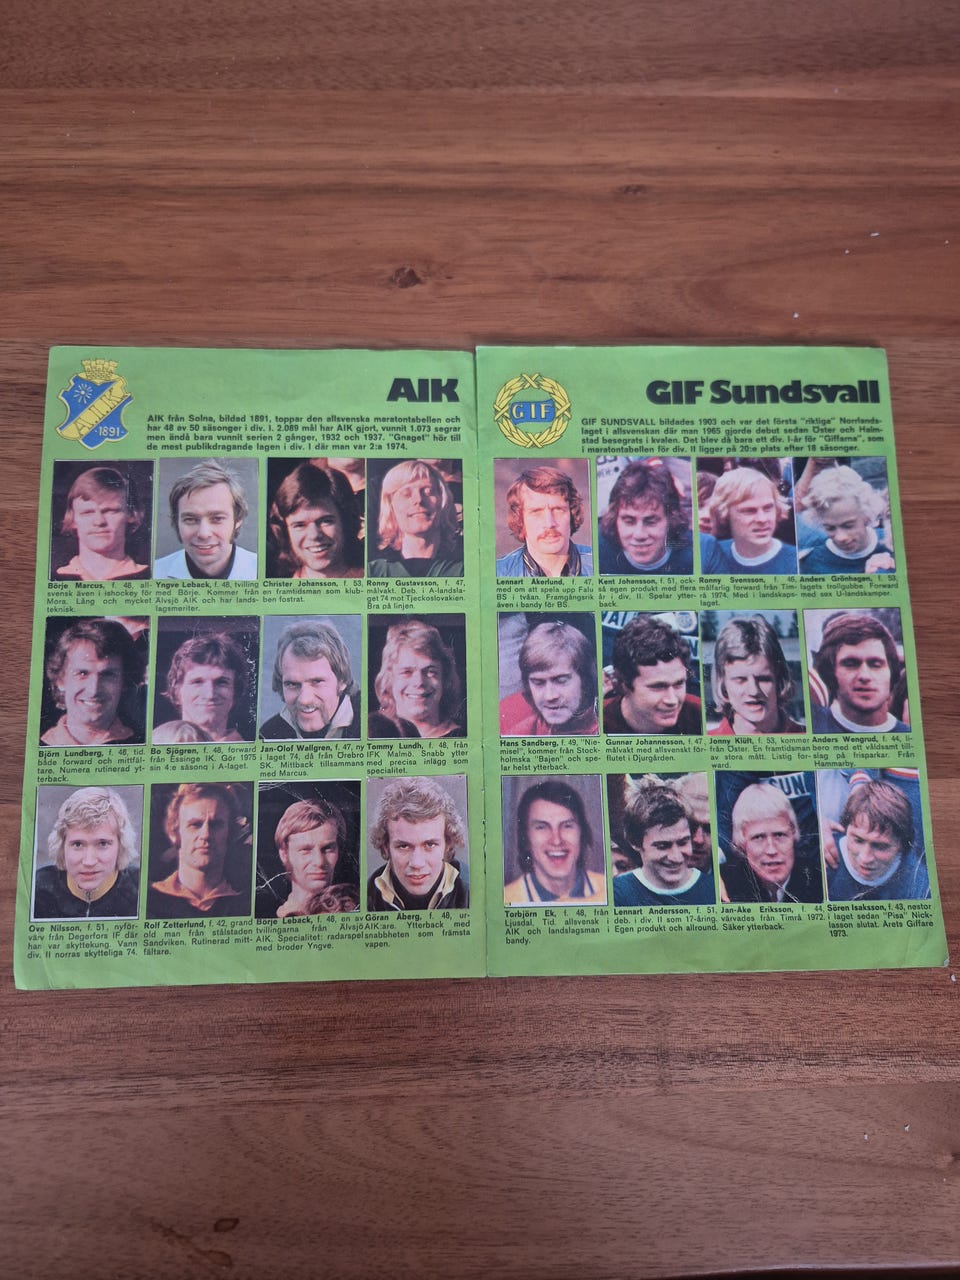 AIK
AIK från Solna, bildad 1891, toppar den allsvenska maratontabellen och
har 48 av 50 säsonger i div. I. 2.089 mål har AIK gjort, vunnit 1.073 segrar
men ändå bara vunnit serien 2 gånger, 1932 och 1937. "Gnaget" hör till
de mest publikdragande lagen i div. I där man var 2:a 1974.
A.I.K
1891
Börje Marcus, f. 48, all-
svensk även i ishockey för
Mora. Lång och mycket
teknisk.
Yngve Leback, f. 48, tvilling
med Börje. Kommer från
Älvsjö AIK och har lands-
lagsmeriter.
Christer Johansson, f. 53,
en framtidsman som klub-
ben fostrat.
Ronny Gustavsson, f. 47,
målvakt. Deb. i A-landsla-
get 74 mot Tjeckoslovakien.
Bra på linjen.
Björn Lundberg, f. 48, tid.
både forward och mittfäl-
tare. Numera rutinerad yt-
terback.
Bo Sjögren, f. 48, forward
från Essinge IK. Gör 1975
sin 4:e säsong i A-laget.
Jan-Olof Wallgren, f. 47, ny
i laget 74, då från Örebro
SK. Mittback tillsammans
med Marcus.
Tommy Lundh, f. 48, från
IFK Malmö. Snabb ytter
med precisa inlägg som
specialitet.
Ove Nilsson, f. 51, nyför-
värv från Degerfors IF där
han var skyttekung. Vann
div. II norras skytteliga 74.
Rolf Zetterlund, f. 42, grand
old man från stålstaden
Sandviken. Rutinerad mitt-
fältare.
Börje Leback, f. 48, en av
tvillingarna från Älvsjö
AIK. Specialitet: radarspel
med broder Yngve.
Göran Åberg, f. 48, ur-
AIK:are. Ytterback med
snabbheten som främsta
vapen.
GIF Sundsvall
GIF
GIF SUNDSVALL bildades 1903 och var det första "riktiga" Norrlands-
laget i allsvenskan där man 1965 gjorde debut sedan Öster och Halm-
stad besegrats i kvalen. Det blev då bara ett div. I-år för "Giffarna", som
i maratontabellen för div. II ligger på 20:e plats efter 18 säsonger.
Lennart Åkerlund, f. 47,
med om att spela upp Falu
BS i tvåan. Framgångsrik
även i bandy för BS.
Kent Johansson, f. 51, ock-
så egen produkt med flera
år i div. II. Spelar ytter-
back.
Ronny Svensson, f. 46,
målfarlig forward från Tim-
rå 1974. Med i landskaps-
laget.
Anders Grönhagen, f. 53,
lagets trollgubbe. Forward
med sex U-landskamper.
Hans Sandberg, f. 49, "Nie-
misel", kommer från Stock-
holmska "Bajen" och spe-
lar helst ytterback.
Gunnar Johannesson, f. 47,
målvakt med allsvenskt för-
flutet i Djurgården.
Jonny Klüft, f. 53, kommer
från Öster. En framtidsman
av stora mått. Listig for-
ward.
Anders Wengrud, f. 44, li-
bero med ett våldsamt till-
slag på frisparkar. Från
Hammarby.
Torbjörn Ek, f. 48, från
Ljusdal. Tid. allsvensk i
AIK och landslagsman i
bandy.
Lennart Andersson, f. 51,
deb. i div. II som 17-åring.
Egen produkt och allround.
Jan-Åke Eriksson, f. 44,
värvades från Timrå 1972.
Säker ytterback.
Sören Isaksson, f. 43, nestor
i laget sedan "Pisa" Nick-
lasson slutat. Årets Giffare
1973.